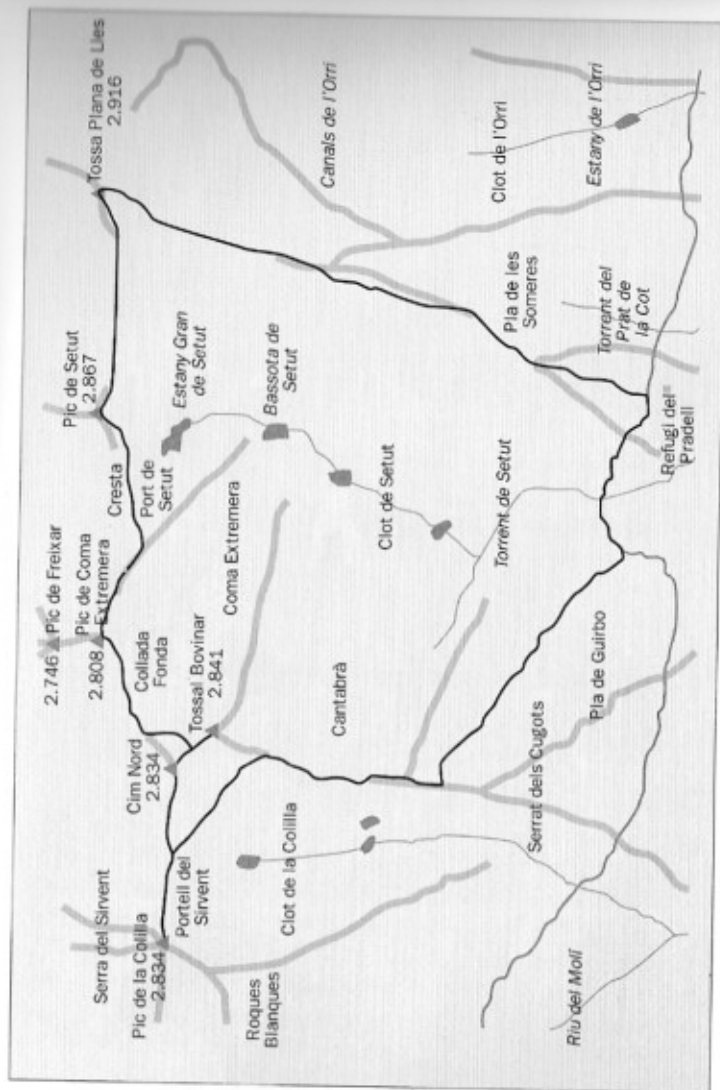 Serra del Sirvent
Pic de la Colilla
2.834
Portell del
Sirvent
Roques
Blanques
Clot de la Colilla
Riu del Molí
Cim Nord
2.834
Collada
Fonda
Tossal Bovinar
2.841
2.746 Pic de Freixar
2.808 Pic de Coma
Extremera
Coma Extremera
Cantabrà
Serrat dels Cugots
Pla de Guirbo
Cresta
Port de
Setut
Pic de Setut
2.867
Estany Gran
de Setut
Bassota de
Setut
Clot de Setut
Torrent de Setut
Refugi del
Pradell
Tossa Plana de Lles
2.916
Canals de l'Orri
Pla de les
Someres
Torrent del
Prat de
la Cot
Clot de l'Orri
Estany de l'Orri